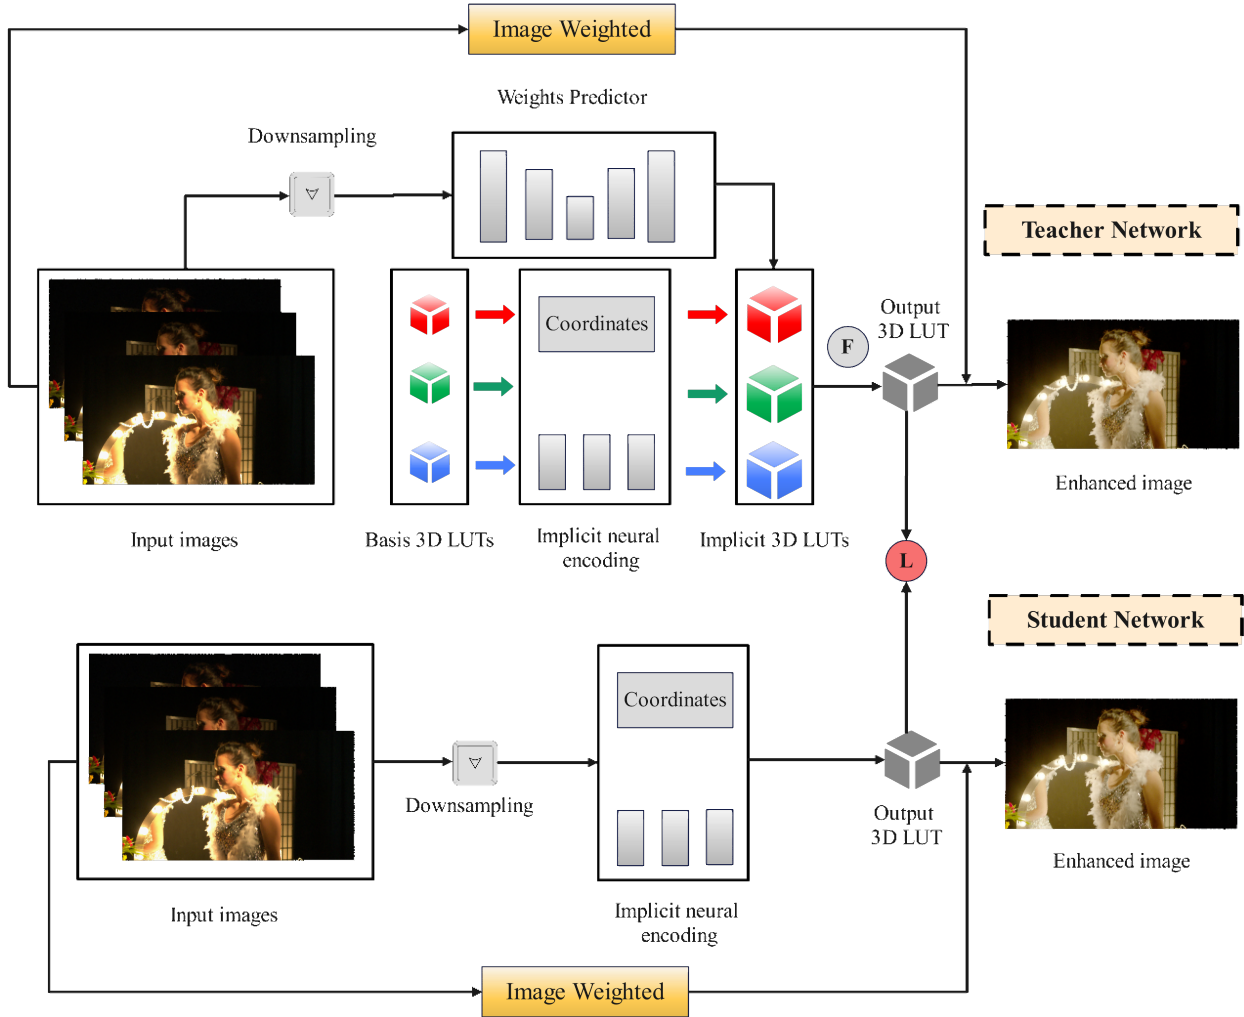 Image Weighted
Weights Predictor
Downsampling
Teacher Network
Output
3D LUT
Coordinates
F
Enhanced image
Input images
Basis 3D LUTs
Implicit neural
encoding
Implicit 3D LUTs
L
Student Network
Coordinates
Downsampling
Output
3D LUT
Enhanced image
Input images
Implicit neural
encoding
Image Weighted